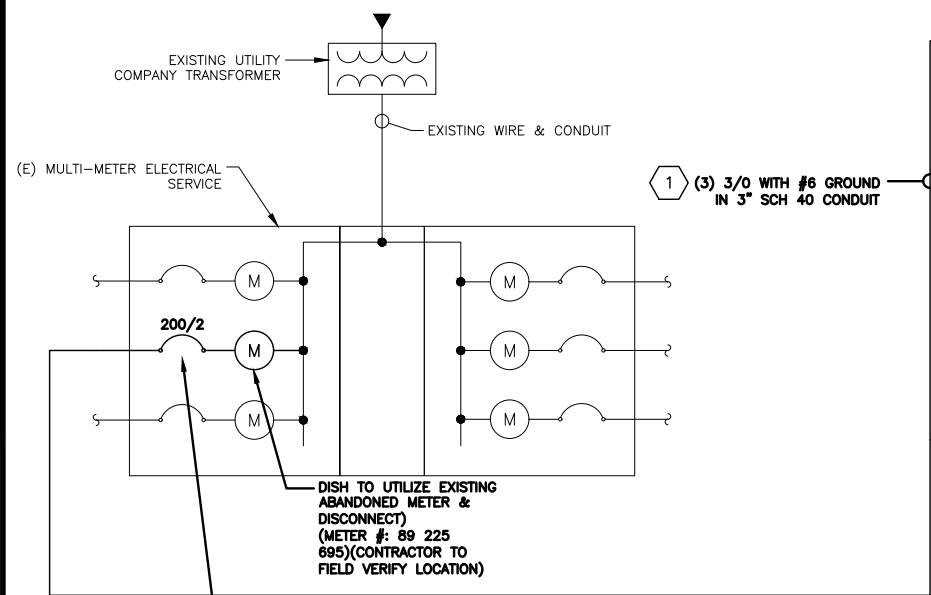 EXISTING UTILITY
COMPANY TRANSFORMER
EXISTING WIRE & CONDUIT
(E) MULTI-METER ELECTRICAL
SERVICE
1
(3) 3/0 WITH #6 GROUND
IN 3" SCH 40 CONDUIT
M
M
200/2
M
M
M
M
DISH TO UTILIZE EXISTING
ABANDONED METER &
DISCONNECT)
(METER #: 89 225
695)(CONTRACTOR TO
FIELD VERIFY LOCATION)